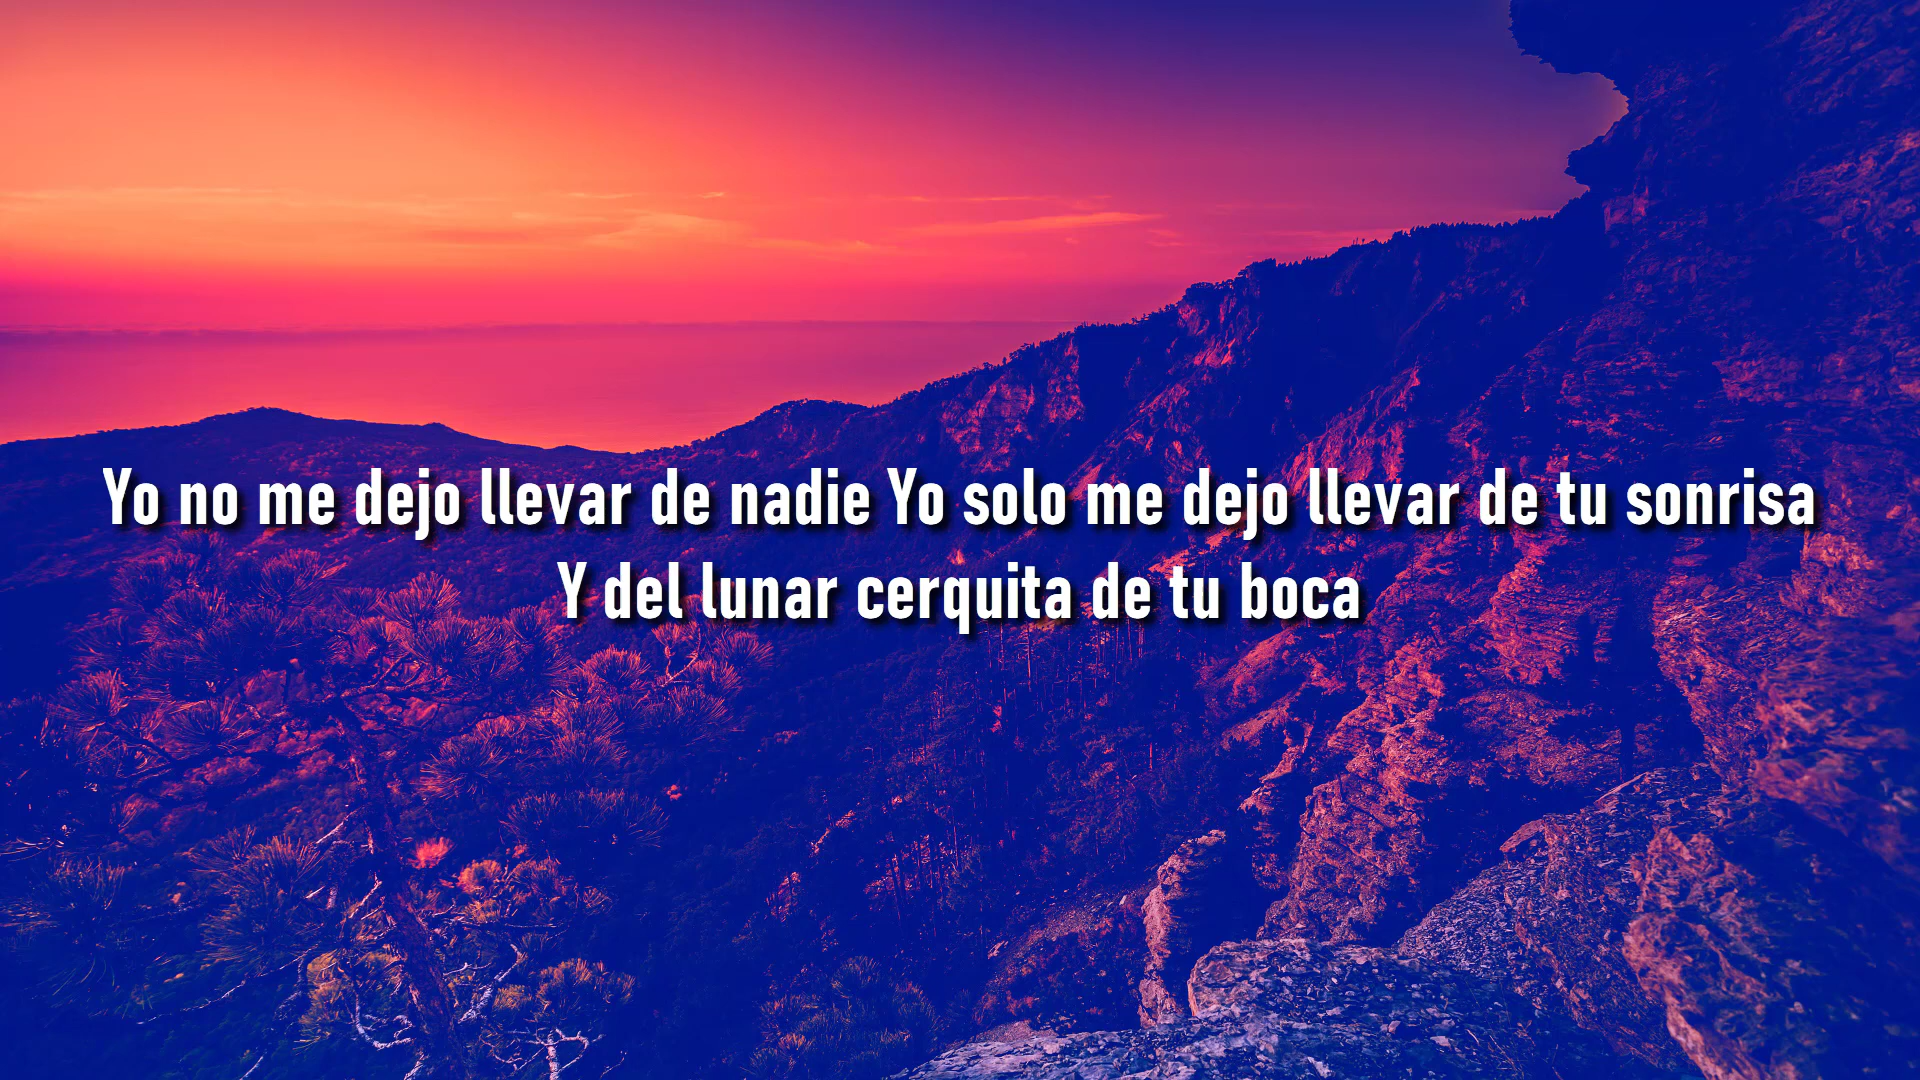 Yo no me dejo llevar de nadie Yo solo me dejo llevar de tu sonrisa
Y del lunar cerquita de tu boca